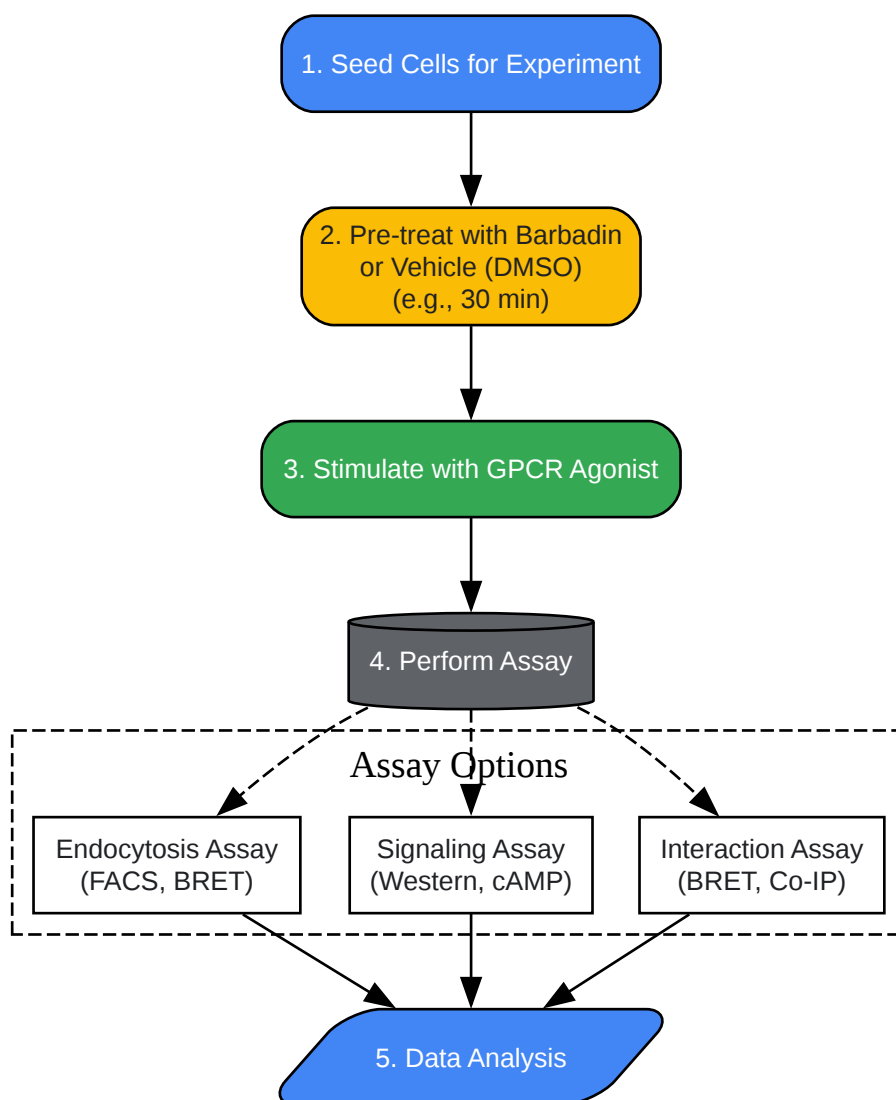 1. Seed Cells for Experiment
2. Pre-treat with Barbadin
or Vehicle (DMSO)
(e.g., 30 min)
3. Stimulate with GPCR Agonist
4. Perform Assay
Assay Options
Endocytosis Assay
(FACS, BRET)
Signaling Assay
(Western, cAMP)
Interaction Assay
(BRET, Co-IP)
5. Data Analysis